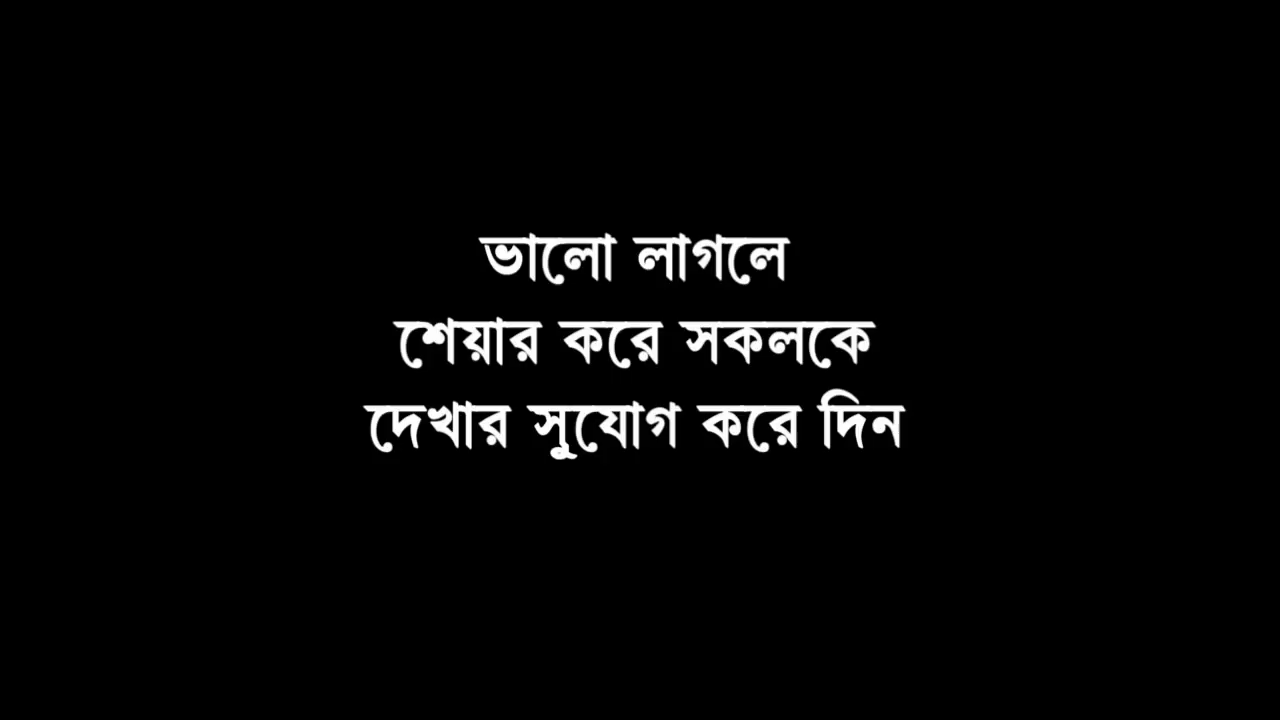 ভালো লাগলে
শেয়ার করে সকলকে
দেখার সুযোগ করে দিন